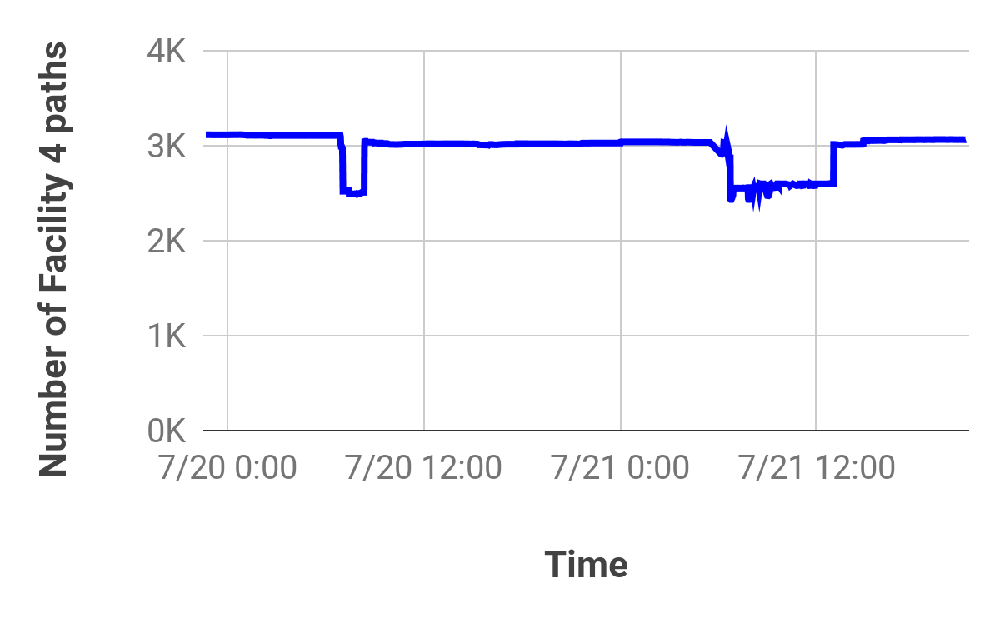 Number of Facility 4 paths
4K
3K
2K
1K
0K
7/20 0:00
7/20 12:00
7/21 0:00
7/21 12:00
Time